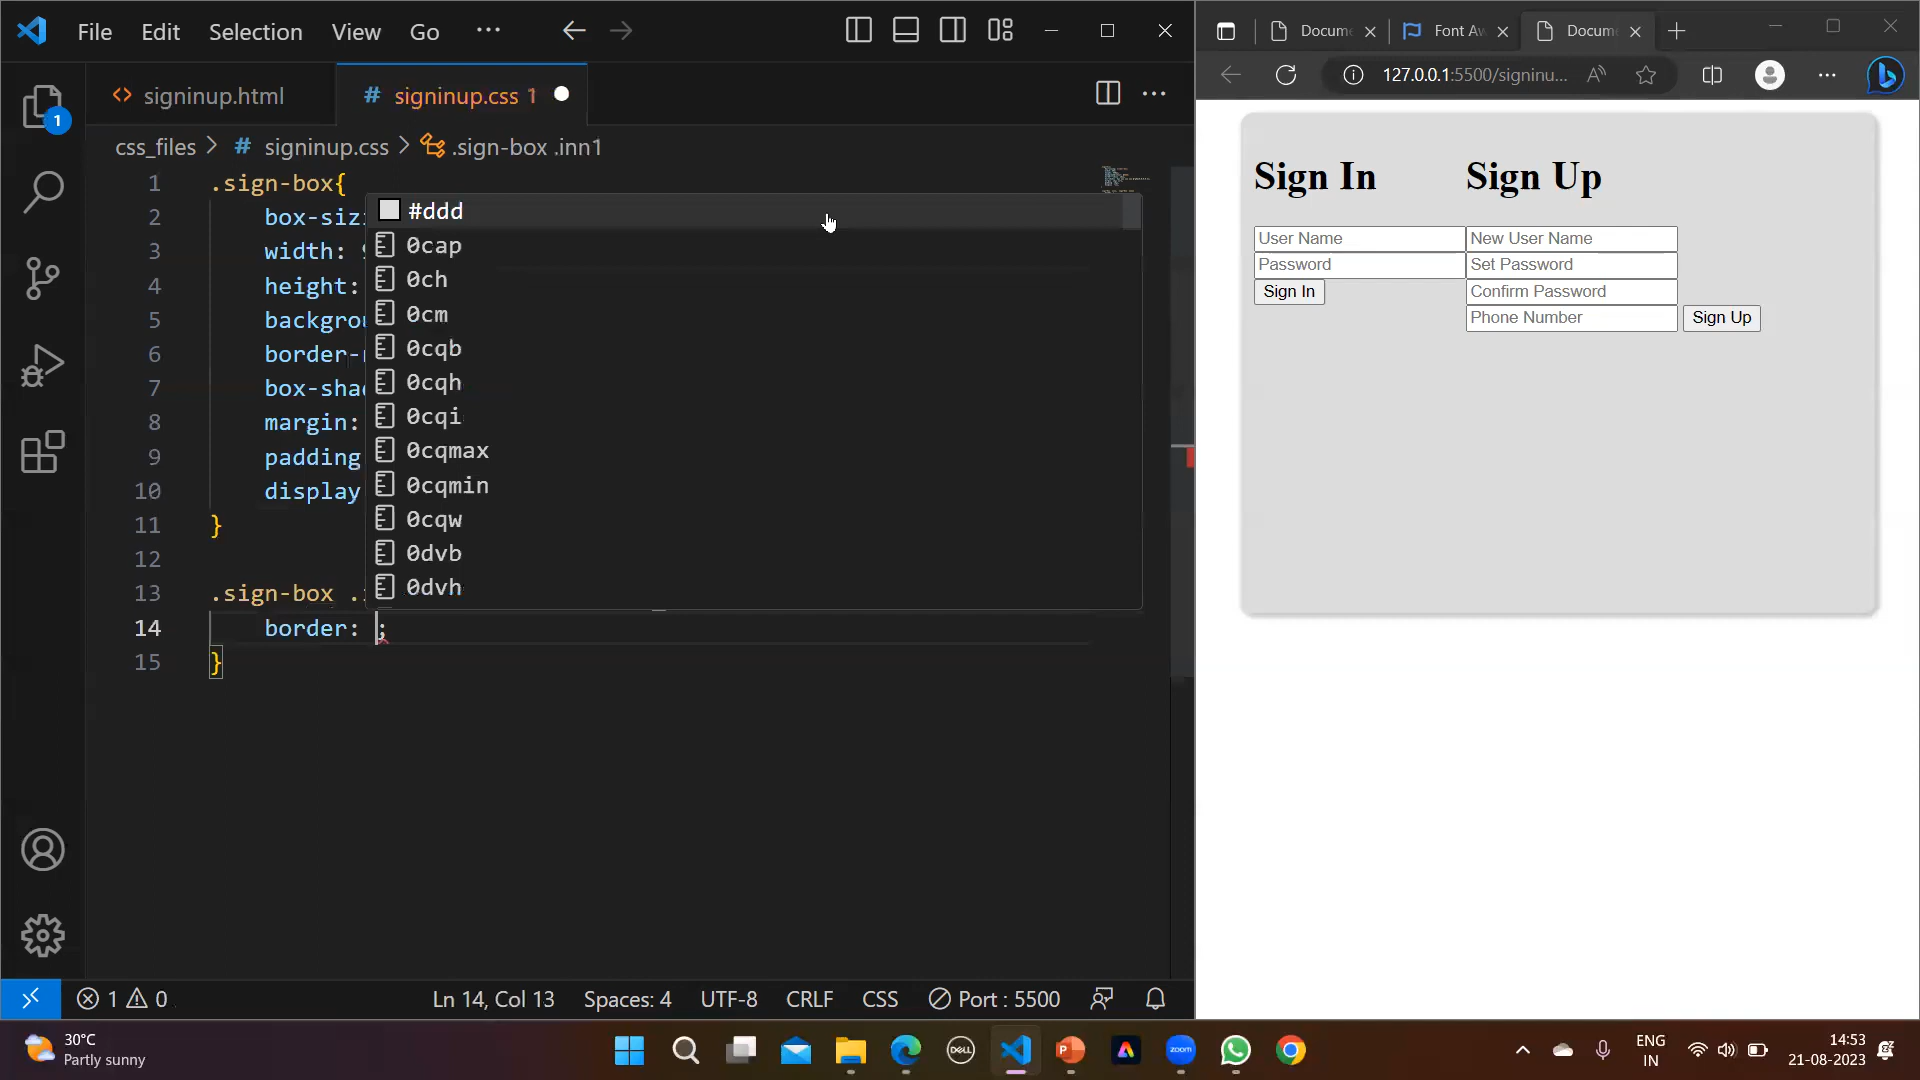 File Edit Selection View Go ···
signinup.html
# signinup.css 1
css_files > # signinup.css > .sign-box .inn1
1 .sign-box{
2 box-siz
3 width:
4 height:
5 backgrou
6 border-
7 box-shad
8 margin:
9 padding
10 display
11 }
12
13 .sign-box .
14 border: ;
15 }
#ddd
0cap
0ch
0cm
0cqb
0cqh
0cqi
0cqmax
0cqmin
0cqw
0dvb
0dvh
1
1 0
Ln 14, Col 13 Spaces: 4 UTF-8 CRLF CSS Port : 5500
Docum Font Aw Docum
127.0.0.1:5500/signinu...
Sign In
User Name
Password
Sign In
Sign Up
New User Name
Set Password
Confirm Password
Phone Number Sign Up
30°C
Partly sunny
DELL
zoom
ENG
IN
14:53
21-08-2023